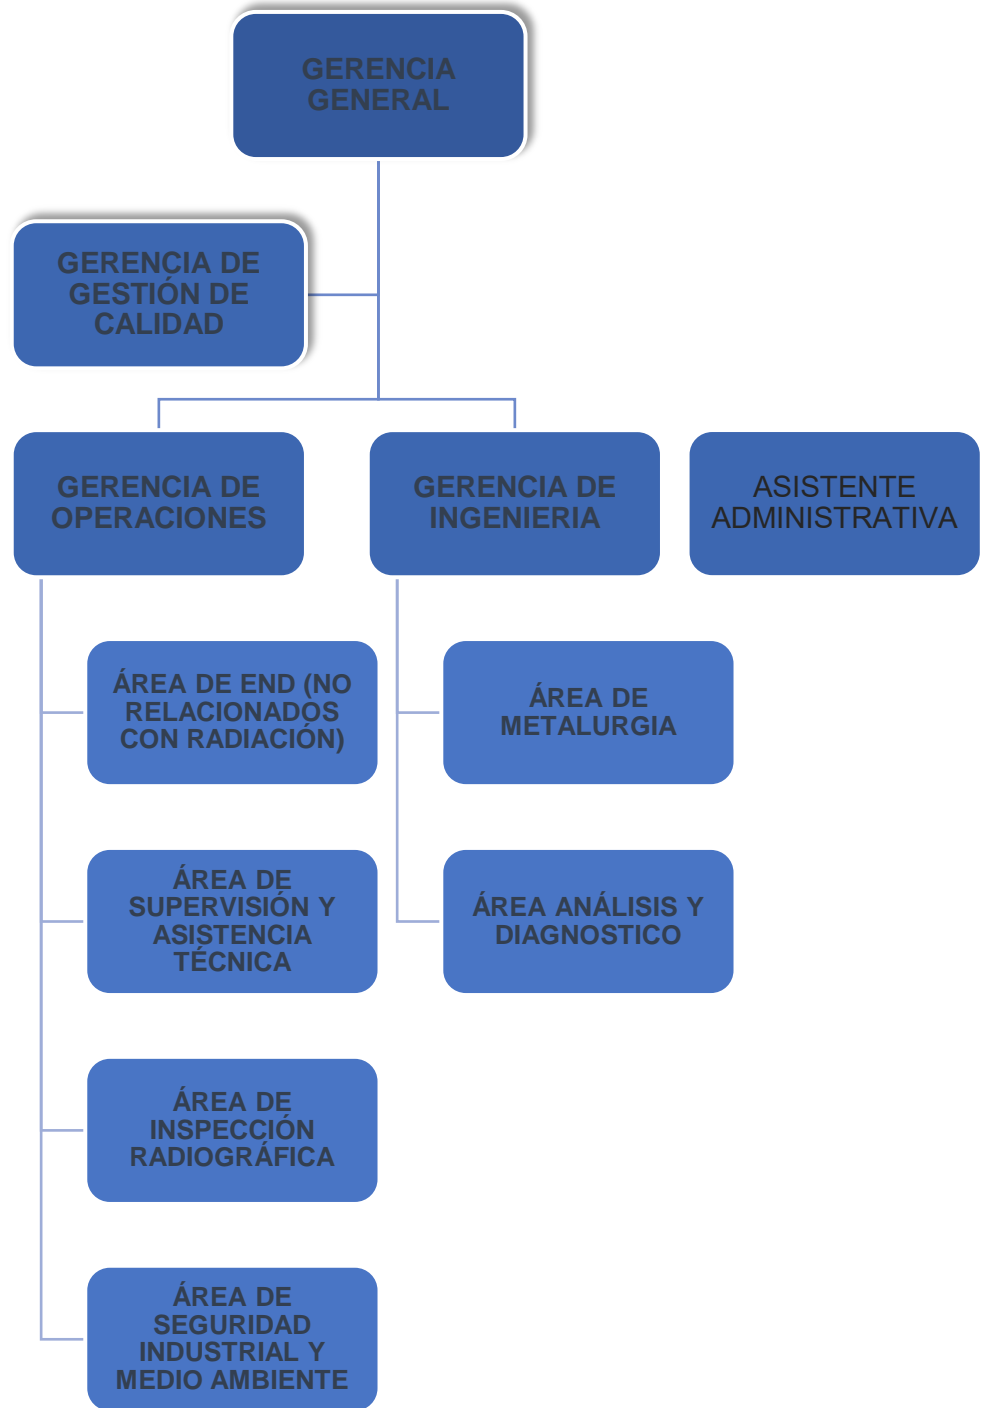 GERENCIA
GENERAL
GERENCIA DE
GESTIÓN DE
CALIDAD
GERENCIA DE
OPERACIONES
GERENCIA DE
INGENIERIA
ASISTENTE
ADMINISTRATIVA
ÁREA DE END (NO
RELACIONADOS
CON RADIACIÓN)
ÁREA DE
METALURGIA
ÁREA DE
SUPERVISIÓN Y
ASISTENCIA
TÉCNICA
ÁREA ANÁLISIS Y
DIAGNOSTICO
ÁREA DE
INSPECCIÓN
RADIOGRÁFICA
ÁREA DE
SEGURIDAD
INDUSTRIAL Y
MEDIO AMBIENTE